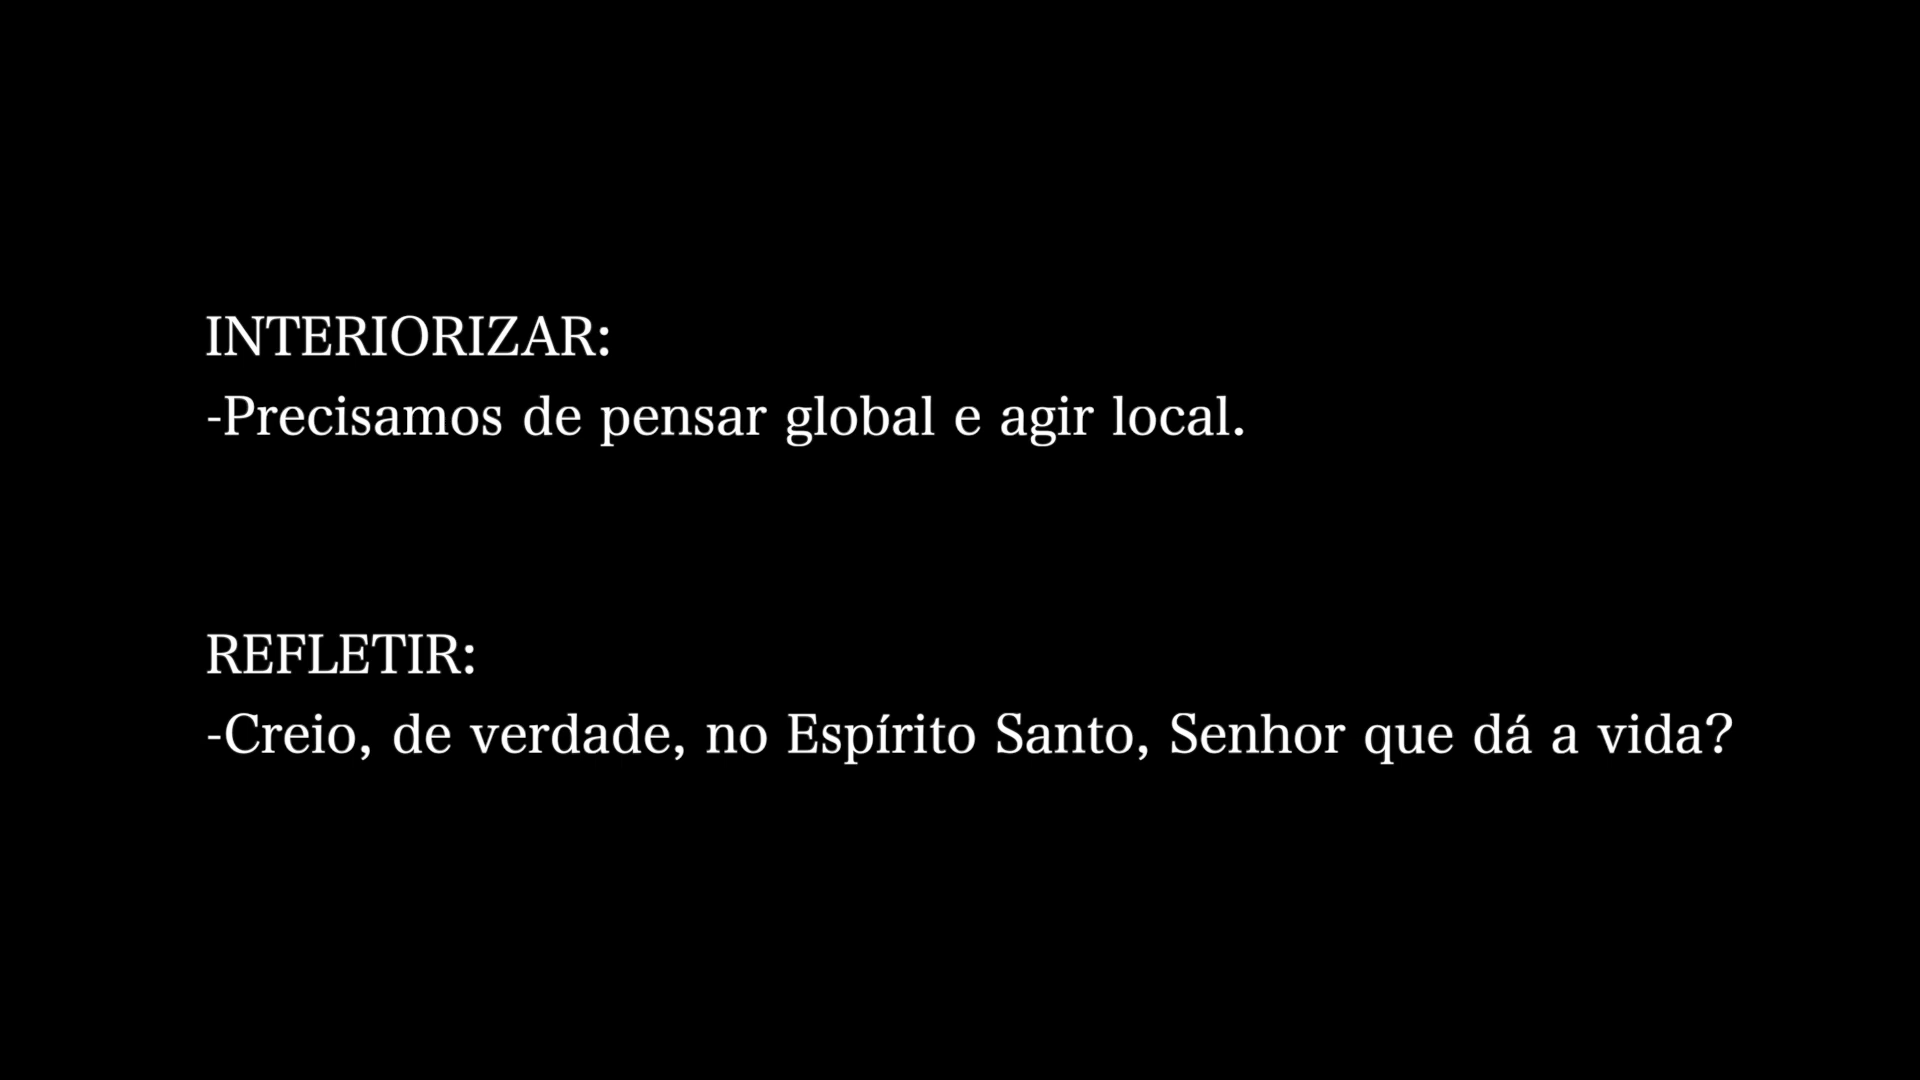 INTERIORIZAR:
-Precisamos de pensar global e agir local.
REFLETIR:
-Creio, de verdade, no Espírito Santo, Senhor que dá a vida?